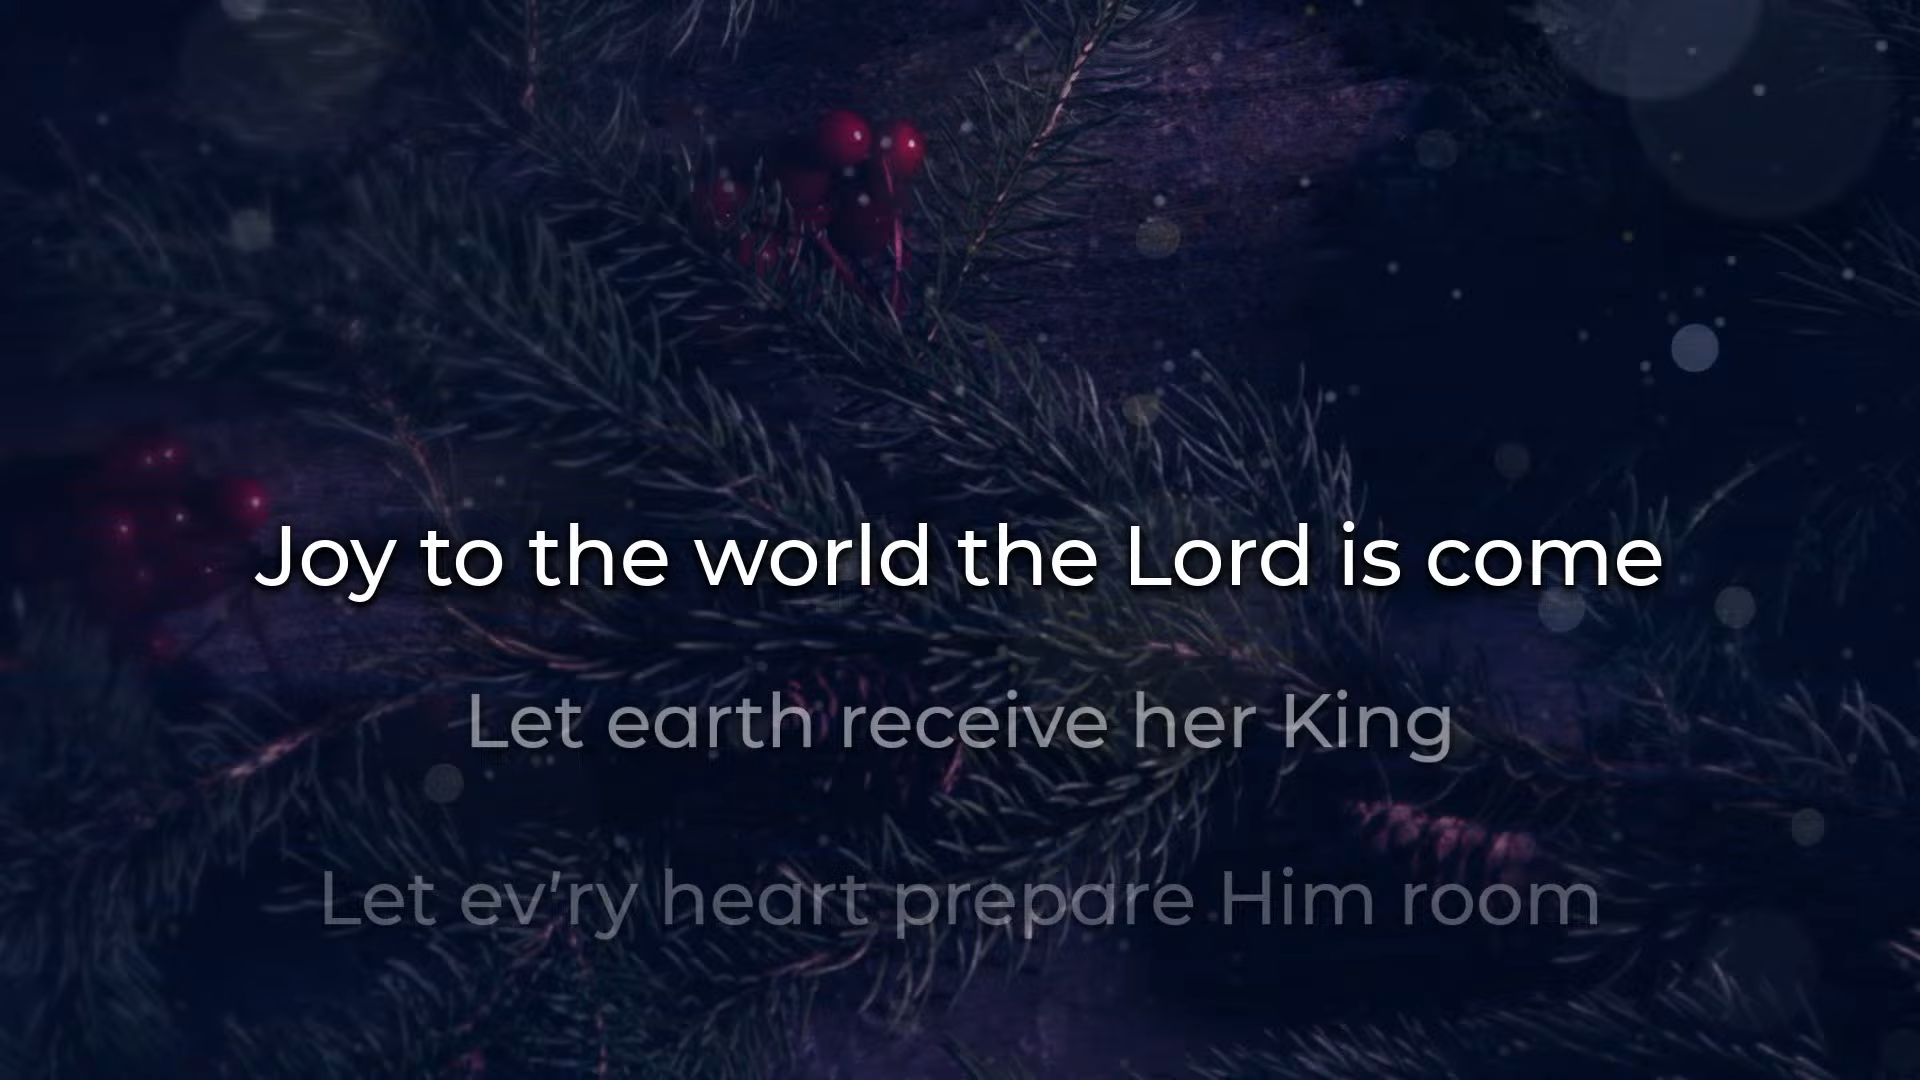 Joy to the world the Lord is come
Let earth receive her King
Let ev'ry heart prepare Him room